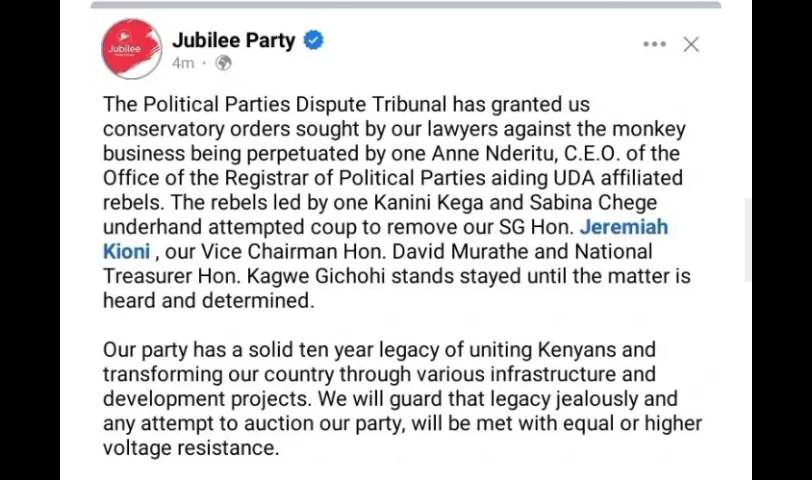 Jubilee
Jubilee Party
4m
The Political Parties Dispute Tribunal has granted us
conservatory orders sought by our lawyers against the monkey
business being perpetuated by one Anne Nderitu, C.E.O. of the
Office of the Registrar of Political Parties aiding UDA affiliated
rebels. The rebels led by one Kanini Kega and Sabina Chege
underhand attempted coup to remove our SG Hon. Jeremiah
Kioni , our Vice Chairman Hon. David Murathe and National
Treasurer Hon. Kagwe Gichohi stands stayed until the matter is
heard and determined.
Our party has a solid ten year legacy of uniting Kenyans and
transforming our country through various infrastructure and
development projects. We will guard that legacy jealously and
any attempt to auction our party, will be met with equal or higher
voltage resistance.